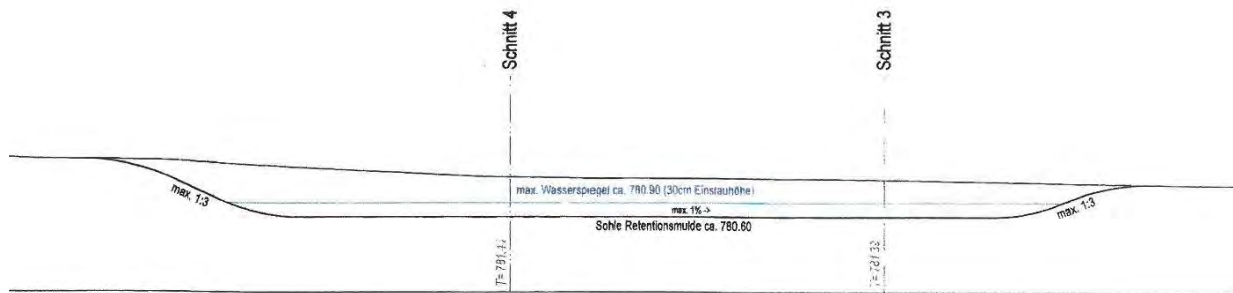 Schnitt 4
Schnitt 3
max. Wasserspiegel ca. 780.90 (30cm Einstauhöhe)
max. 1:3
max. 1% ->
max. 1:3
Sohle Retentionsmulde ca. 780.60
T=
T=